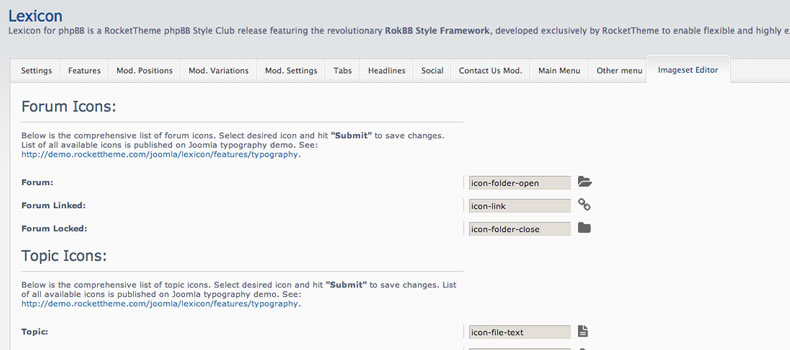 Lexicon
Lexicon for phpBB is a RocketTheme phpBB Style Club release featuring the revolutionary RokBB Style Framework, developed exclusively by RocketTheme to enable flexible and highly
Settings Features Mod. Positions Mod. Variations Mod. Settings Tabs Headlines Social Contact Us Mod. Main Menu Other menu Imageset Editor
Forum Icons:
Below is the comprehensive list of forum icons. Select desired icon and hit "Submit" to save changes.
List of all available icons is published on Joomla typography demo. See:
http://demo.rockettheme.com/joomla/lexicon/features/typography.
Forum: icon-folder-open
Forum Linked: icon-link
Forum Locked: icon-folder-close
Topic Icons:
Below is the comprehensive list of topic icons. Select desired icon and hit "Submit" to save changes. List
of all available icons is published on Joomla typography demo. See:
http://demo.rockettheme.com/joomla/lexicon/features/typography.
Topic: icon-file-text